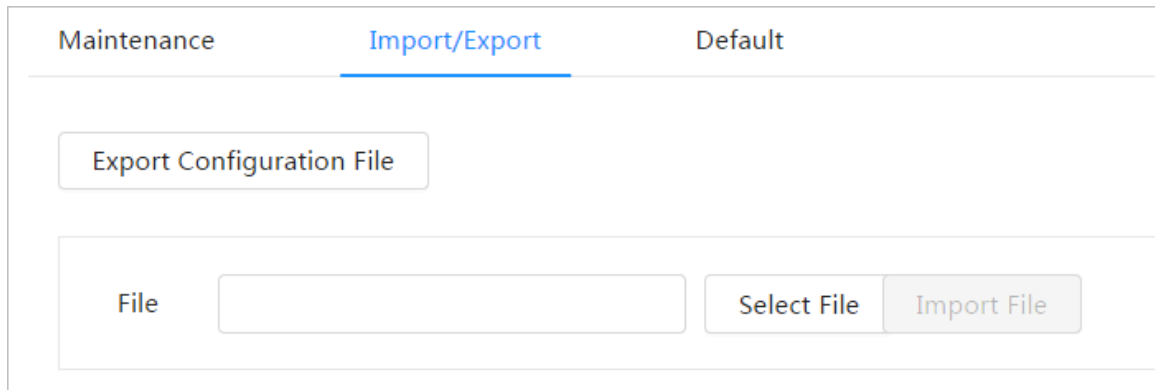 Maintenance Import/Export Default
Export Configuration File
File Select File Import File